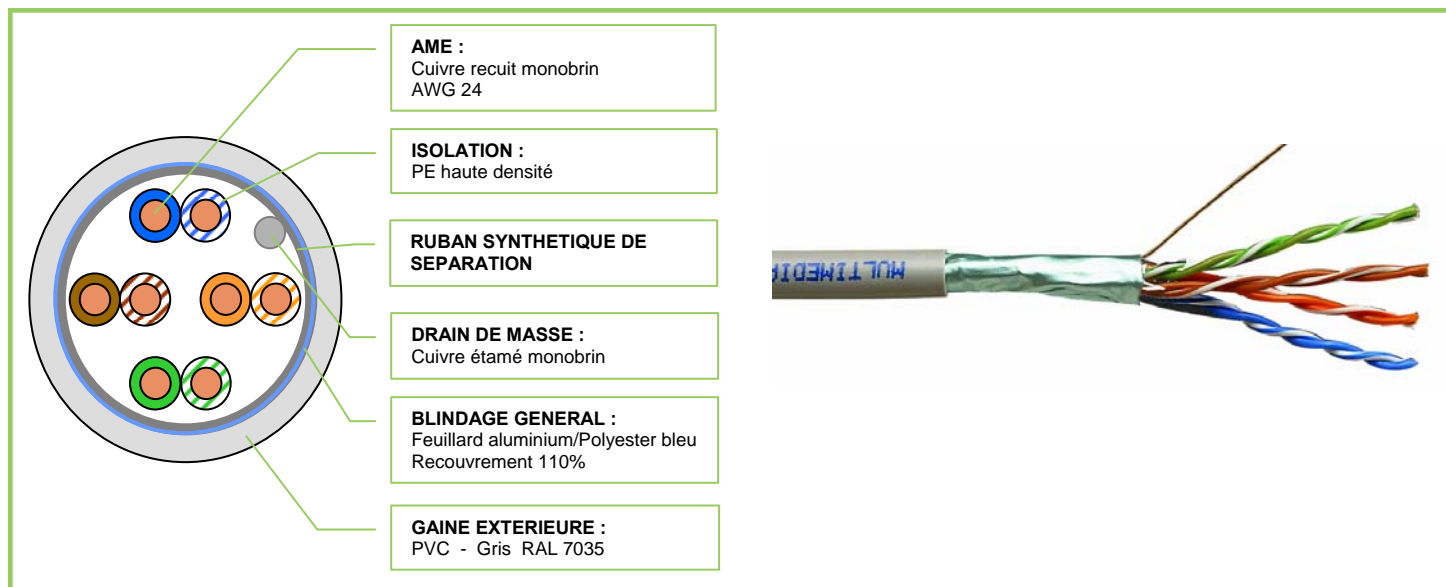 AME :
Cuivre recuit monobrin
AWG 24
ISOLATION :
PE haute densité
RUBAN SYNTHETIQUE DE
SEPARATION
DRAIN DE MASSE :
Cuivre étamé monobrin
BLINDAGE GENERAL :
Feuillard aluminium/Polyester bleu
Recouvrement 110%
GAINE EXTERIEURE :
PVC - Gris RAL 7035
MULTIMEDIA